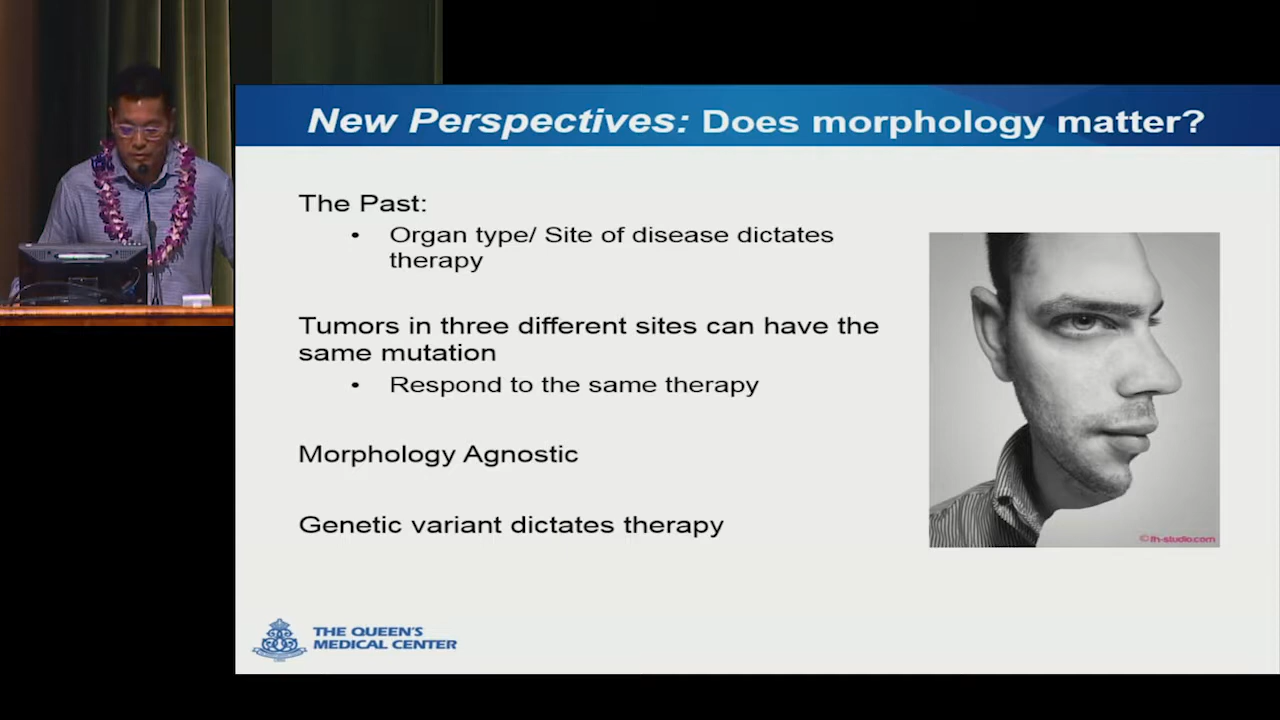 New Perspectives: Does morphology matter?
The Past:
• Organ type/ Site of disease dictates
therapy
Tumors in three different sites can have the
same mutation
• Respond to the same therapy
Morphology Agnostic
Genetic variant dictates therapy
©fh-studio.com
THE QUEEN'S
MEDICAL CENTER